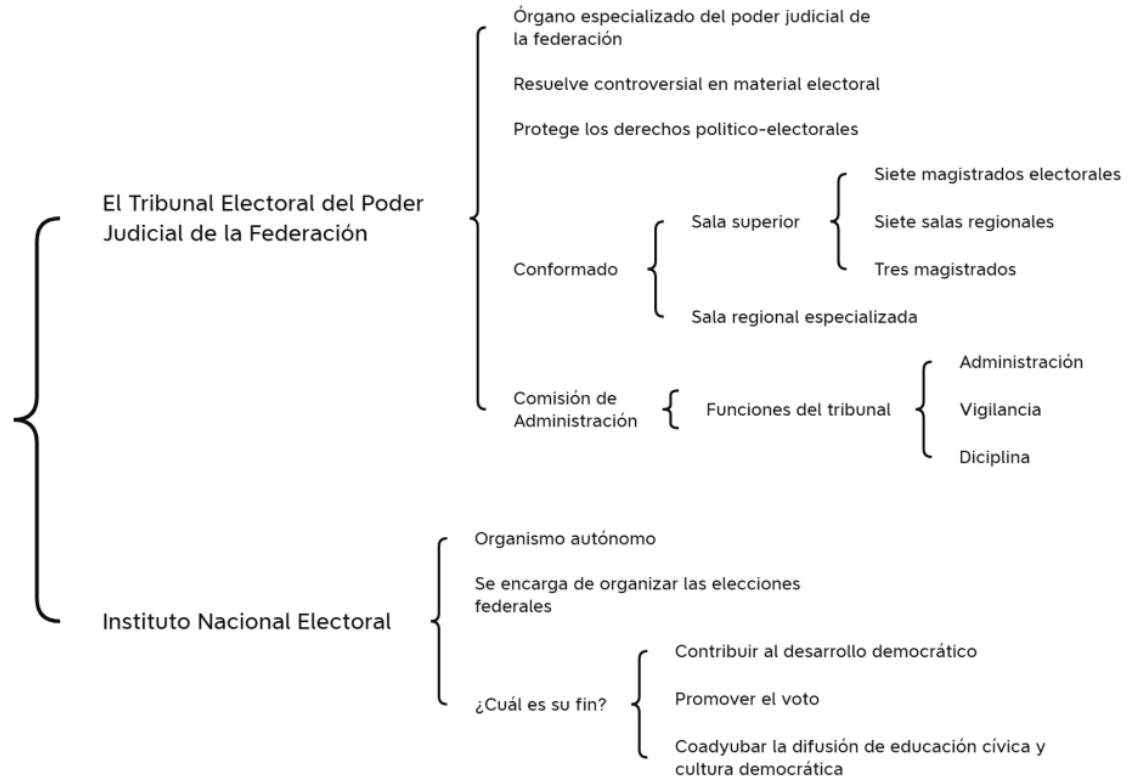 Órgano especializado del poder judicial de
la federación
Resuelve controversial en material electoral
Protege los derechos politico-electorales
El Tribunal Electoral del Poder
Judicial de la Federación
Conformado
Sala superior
Siete magistrados electorales
Siete salas regionales
Tres magistrados
Sala regional especializada
Comisión de
Administración
Funciones del tribunal
Administración
Vigilancia
Diciplina
Instituto Nacional Electoral
Organismo autónomo
Se encarga de organizar las elecciones
federales
¿Cuál es su fin?
Contribuir al desarrollo democrático
Promover el voto
Coadyubar la difusión de educación cívica y
cultura democrática